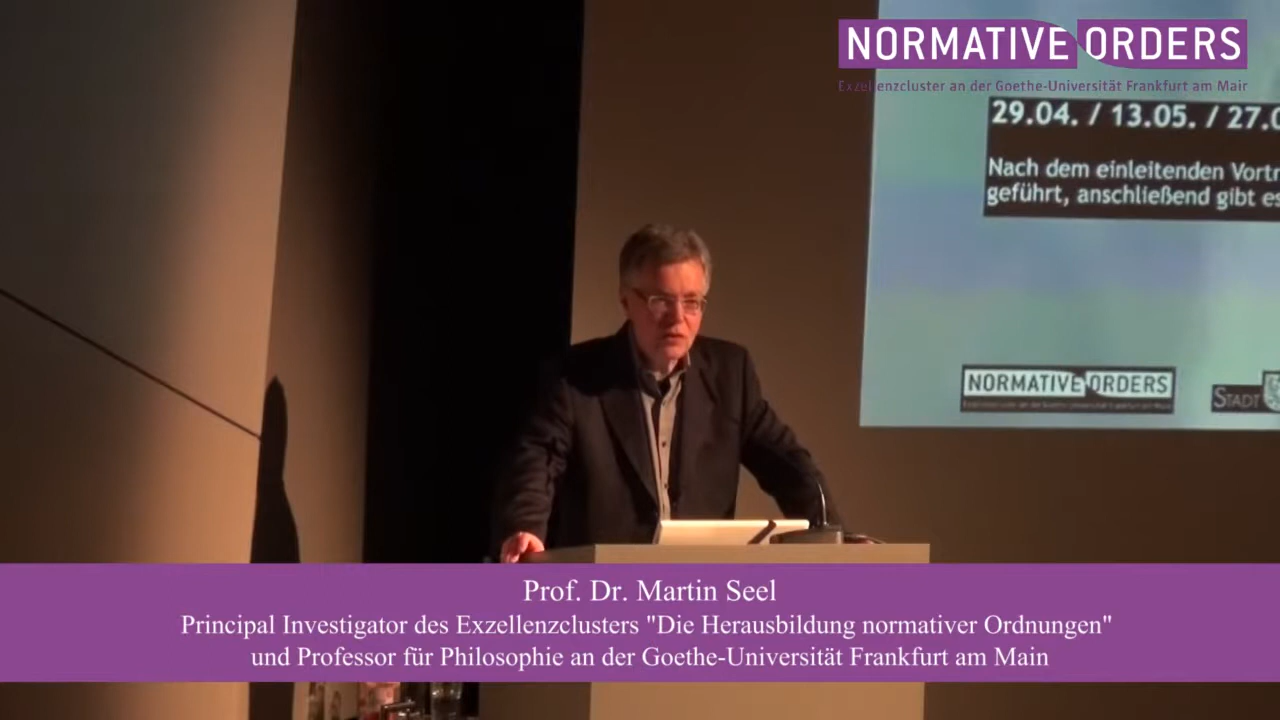 NORMATIVE ORDERS
Exzellenzcluster an der Goethe-Universität Frankfurt am Main
29.04. / 13.05. / 27.0
Nach dem einleitenden Vortr
geführt, anschließend gibt es
NORMATIVE ORDERS
STADT
Prof. Dr. Martin Seel
Principal Investigator des Exzellenzclusters "Die Herausbildung normativer Ordnungen"
und Professor für Philosophie an der Goethe-Universität Frankfurt am Main